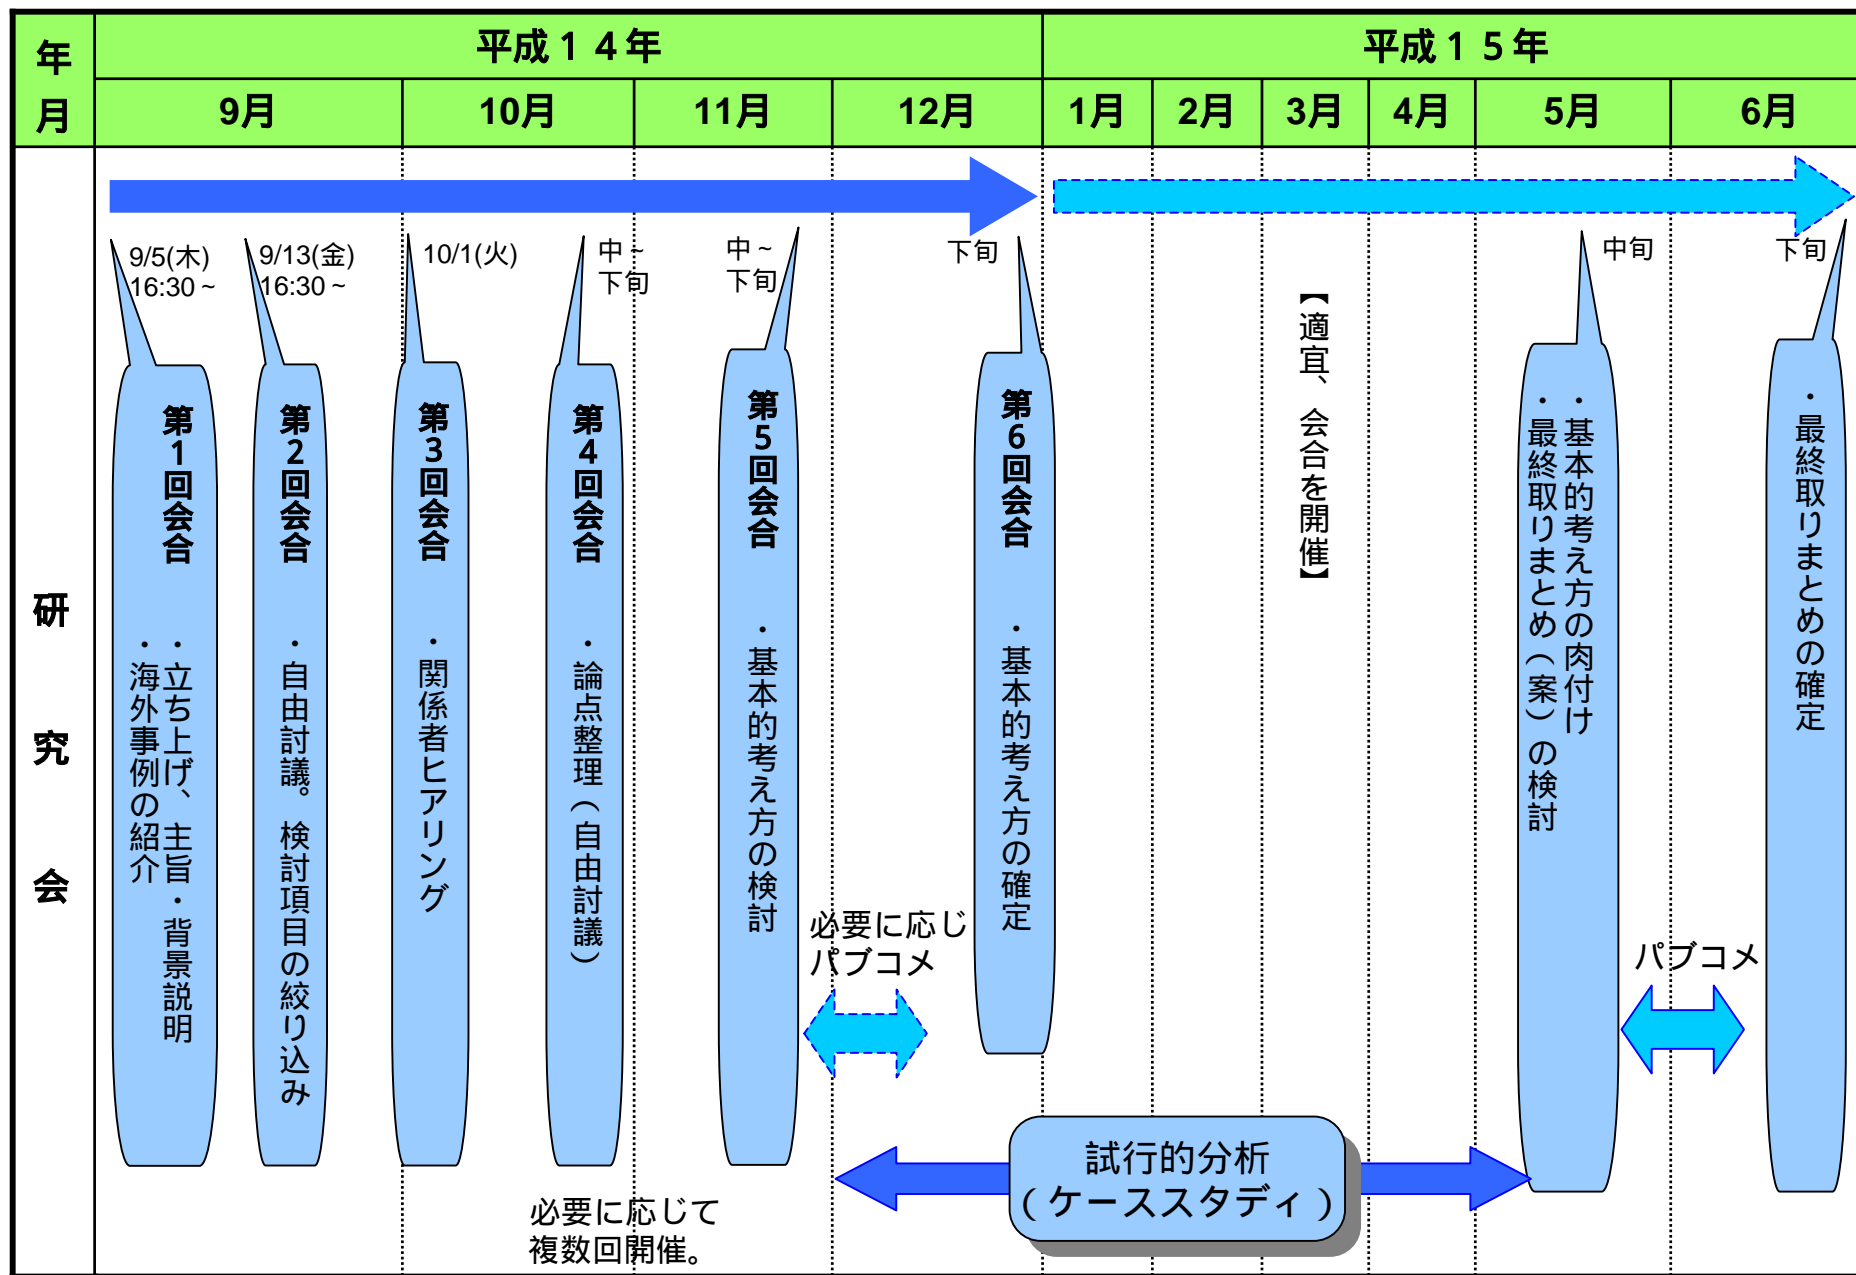 年
月
平成１４年
平成１５年
9月
10月
11月
12月
1月
2月
3月
4月
5月
6月
研究会
9/5(木)
16:30～
9/13(金)
16:30～
10/1(火)
中～
下旬
中～
下旬
下旬
中旬
下旬
第１回会合
・立ち上げ、主旨・背景説明
・海外事例の紹介
第２回会合
・自由討議。検討項目の絞り込み
第３回会合
・関係者ヒアリング
第４回会合
・論点整理（自由討議）
第５回会合
・基本的考え方の検討
第６回会合
・基本的考え方の確定
【適宜、会合を開催】
・基本的考え方の肉付け
・最終取りまとめ（案）の検討
・最終取りまとめの確定
必要に応じ
パブコメ
パブコメ
試行的分析
（ケーススタディ）
必要に応じて
複数回開催。